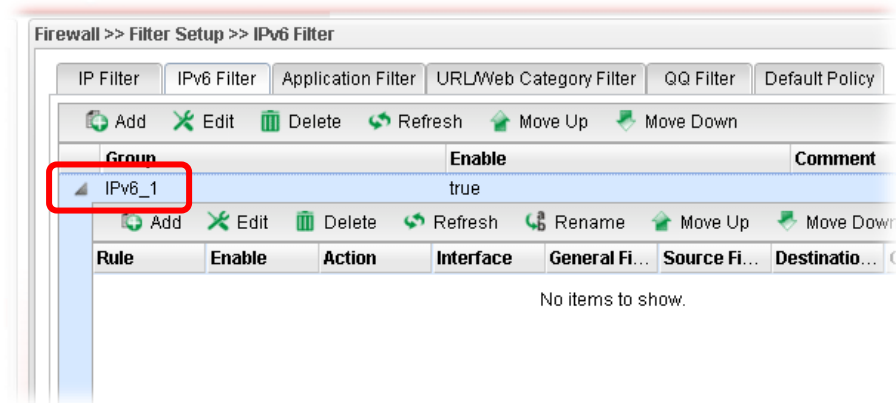 Firewall >> Filter Setup >> IPv6 Filter
IP Filter IPv6 Filter Application Filter URL/Web Category Filter QQ Filter Default Policy
Add Edit Delete Refresh Move Up Move Down
Group Enable Comment
IPv6_1 true
Add Edit Delete Refresh Rename Move Up Move Down
Rule Enable Action Interface General Fi... Source Fi... Destinatio...
No items to show.